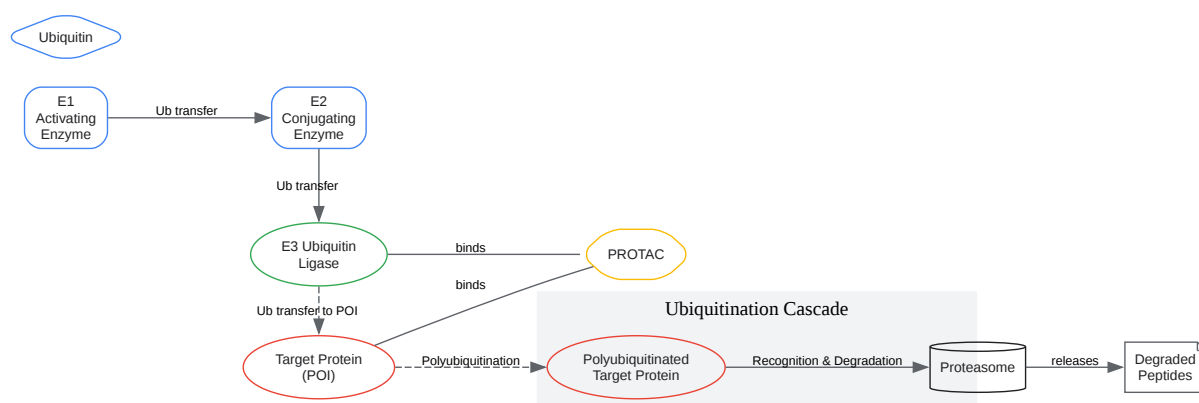 Ubiquitin
E1
Activating
Enzyme
Ub transfer
E2
Conjugating
Enzyme
Ub transfer
E3 Ubiquitin
Ligase
binds
PROTAC
binds
Ub transfer to POI
Ubiquitination Cascade
Target Protein
(POI)
Polyubiquitination
Polyubiquitinated
Target Protein
Recognition & Degradation
Proteasome
releases
Degraded
Peptides